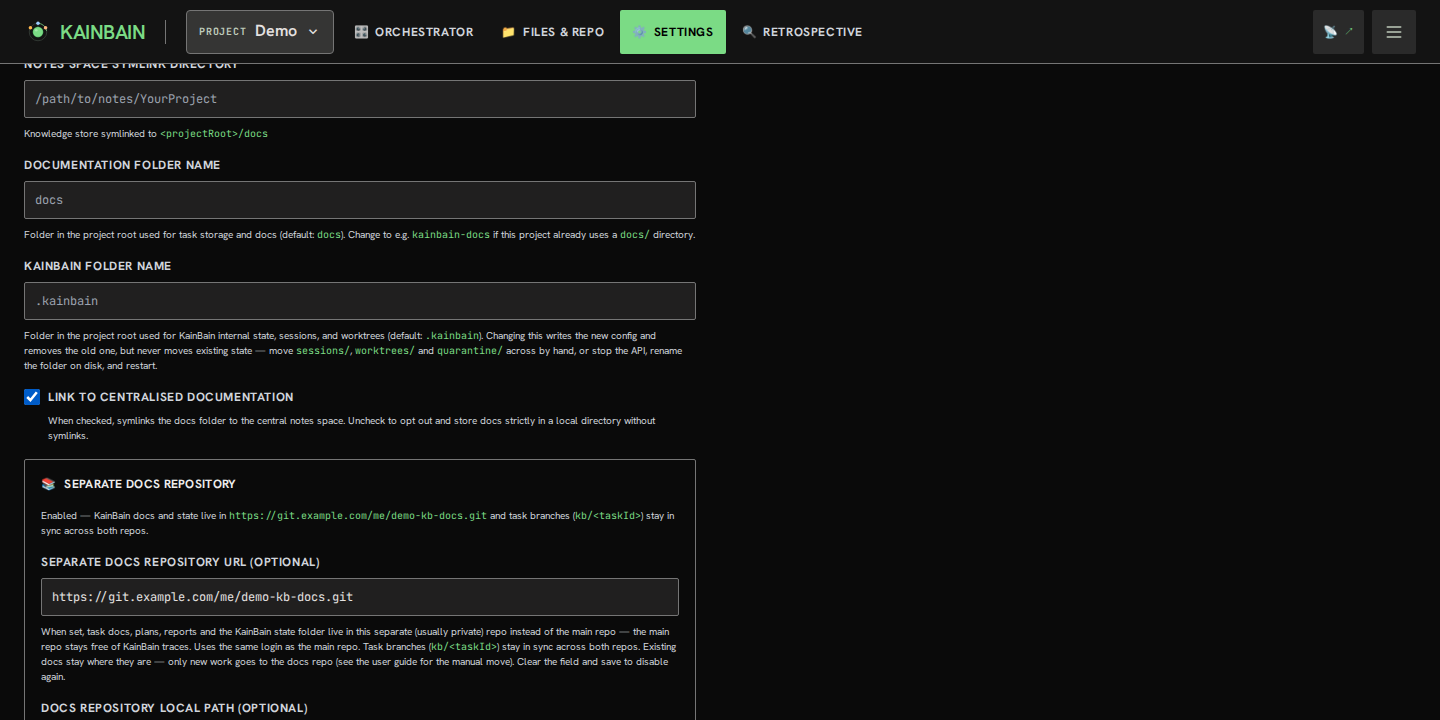 KAINBAIN
PROJECT Demo
ORCHESTRATOR
FILES & REPO
SETTINGS
RETROSPECTIVE
NOTES SPACE SYMLINK DIRECTORY
/path/to/notes/YourProject
Knowledge store symlinked to <projectRoot>/docs
DOCUMENTATION FOLDER NAME
docs
Folder in the project root used for task storage and docs (default: docs). Change to e.g. kainbain-docs if this project already uses a docs/ directory.
KAINBAIN FOLDER NAME
.kainbain
Folder in the project root used for KainBain internal state, sessions, and worktrees (default: .kainbain). Changing this writes the new config and
removes the old one, but never moves existing state — move sessions/, worktrees/ and quarantine/ across by hand, or stop the API, rename
the folder on disk, and restart.
LINK TO CENTRALISED DOCUMENTATION
When checked, symlinks the docs folder to the central notes space. Uncheck to opt out and store docs strictly in a local directory without
symlinks.
SEPARATE DOCS REPOSITORY
Enabled — KainBain docs and state live in https://git.example.com/me/demo-kb-docs.git and task branches (kb/<taskId>) stay in
sync across both repos.
SEPARATE DOCS REPOSITORY URL (OPTIONAL)
https://git.example.com/me/demo-kb-docs.git
When set, task docs, plans, reports and the KainBain state folder live in this separate (usually private) repo instead of the main repo — the main
repo stays free of KainBain traces. Uses the same login as the main repo. Task branches (kb/<taskId>) stay in sync across both repos. Existing
docs stay where they are — only new work goes to the docs repo (see the user guide for the manual move). Clear the field and save to disable
again.
DOCS REPOSITORY LOCAL PATH (OPTIONAL)